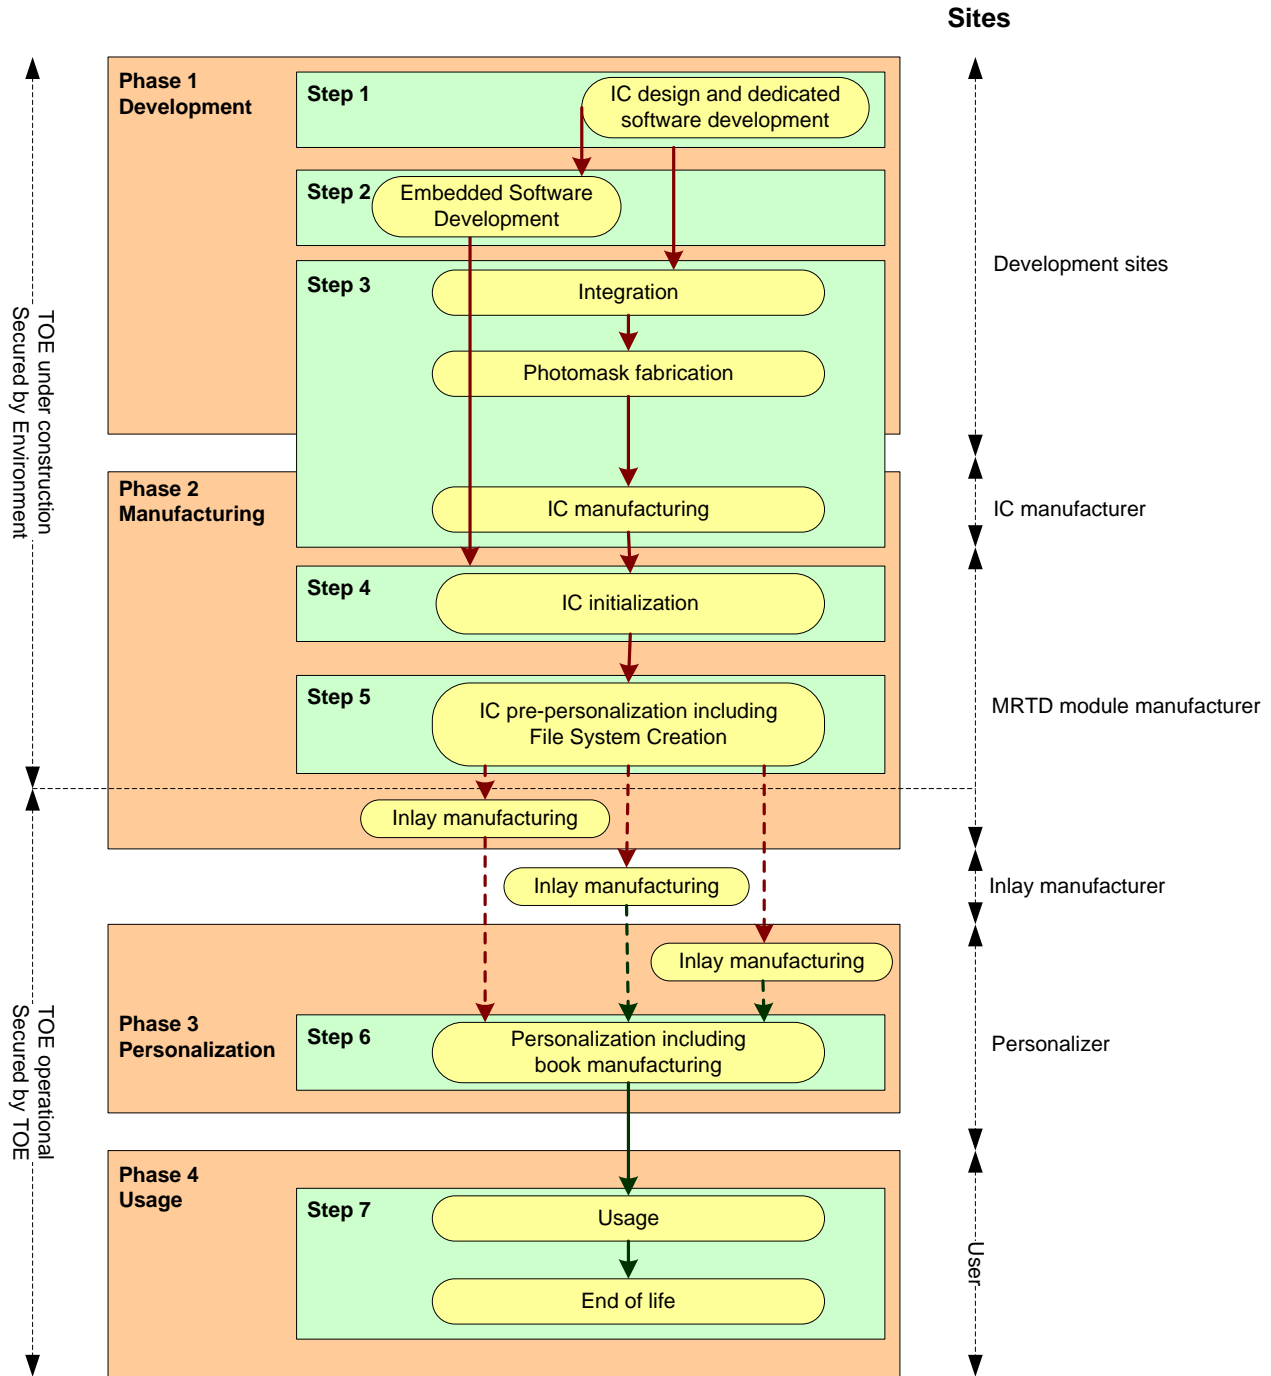 Sites
Phase 1
Development
Step 1
IC design and dedicated
software development
Step 2
Embedded Software
Development
Step 3
Integration
Photomask fabrication
Development sites
TOE under construction
Secured by Environment
Phase 2
Manufacturing
IC manufacturing
IC manufacturer
Step 4
IC initialization
Step 5
IC pre-personalization including
File System Creation
MRTD module manufacturer
Inlay manufacturing
Inlay manufacturing
Inlay manufacturer
Inlay manufacturing
Phase 3
Personalization
Step 6
Personalization including
book manufacturing
Personalizer
TOE operational
Secured by TOE
Phase 4
Usage
Step 7
Usage
End of life
User